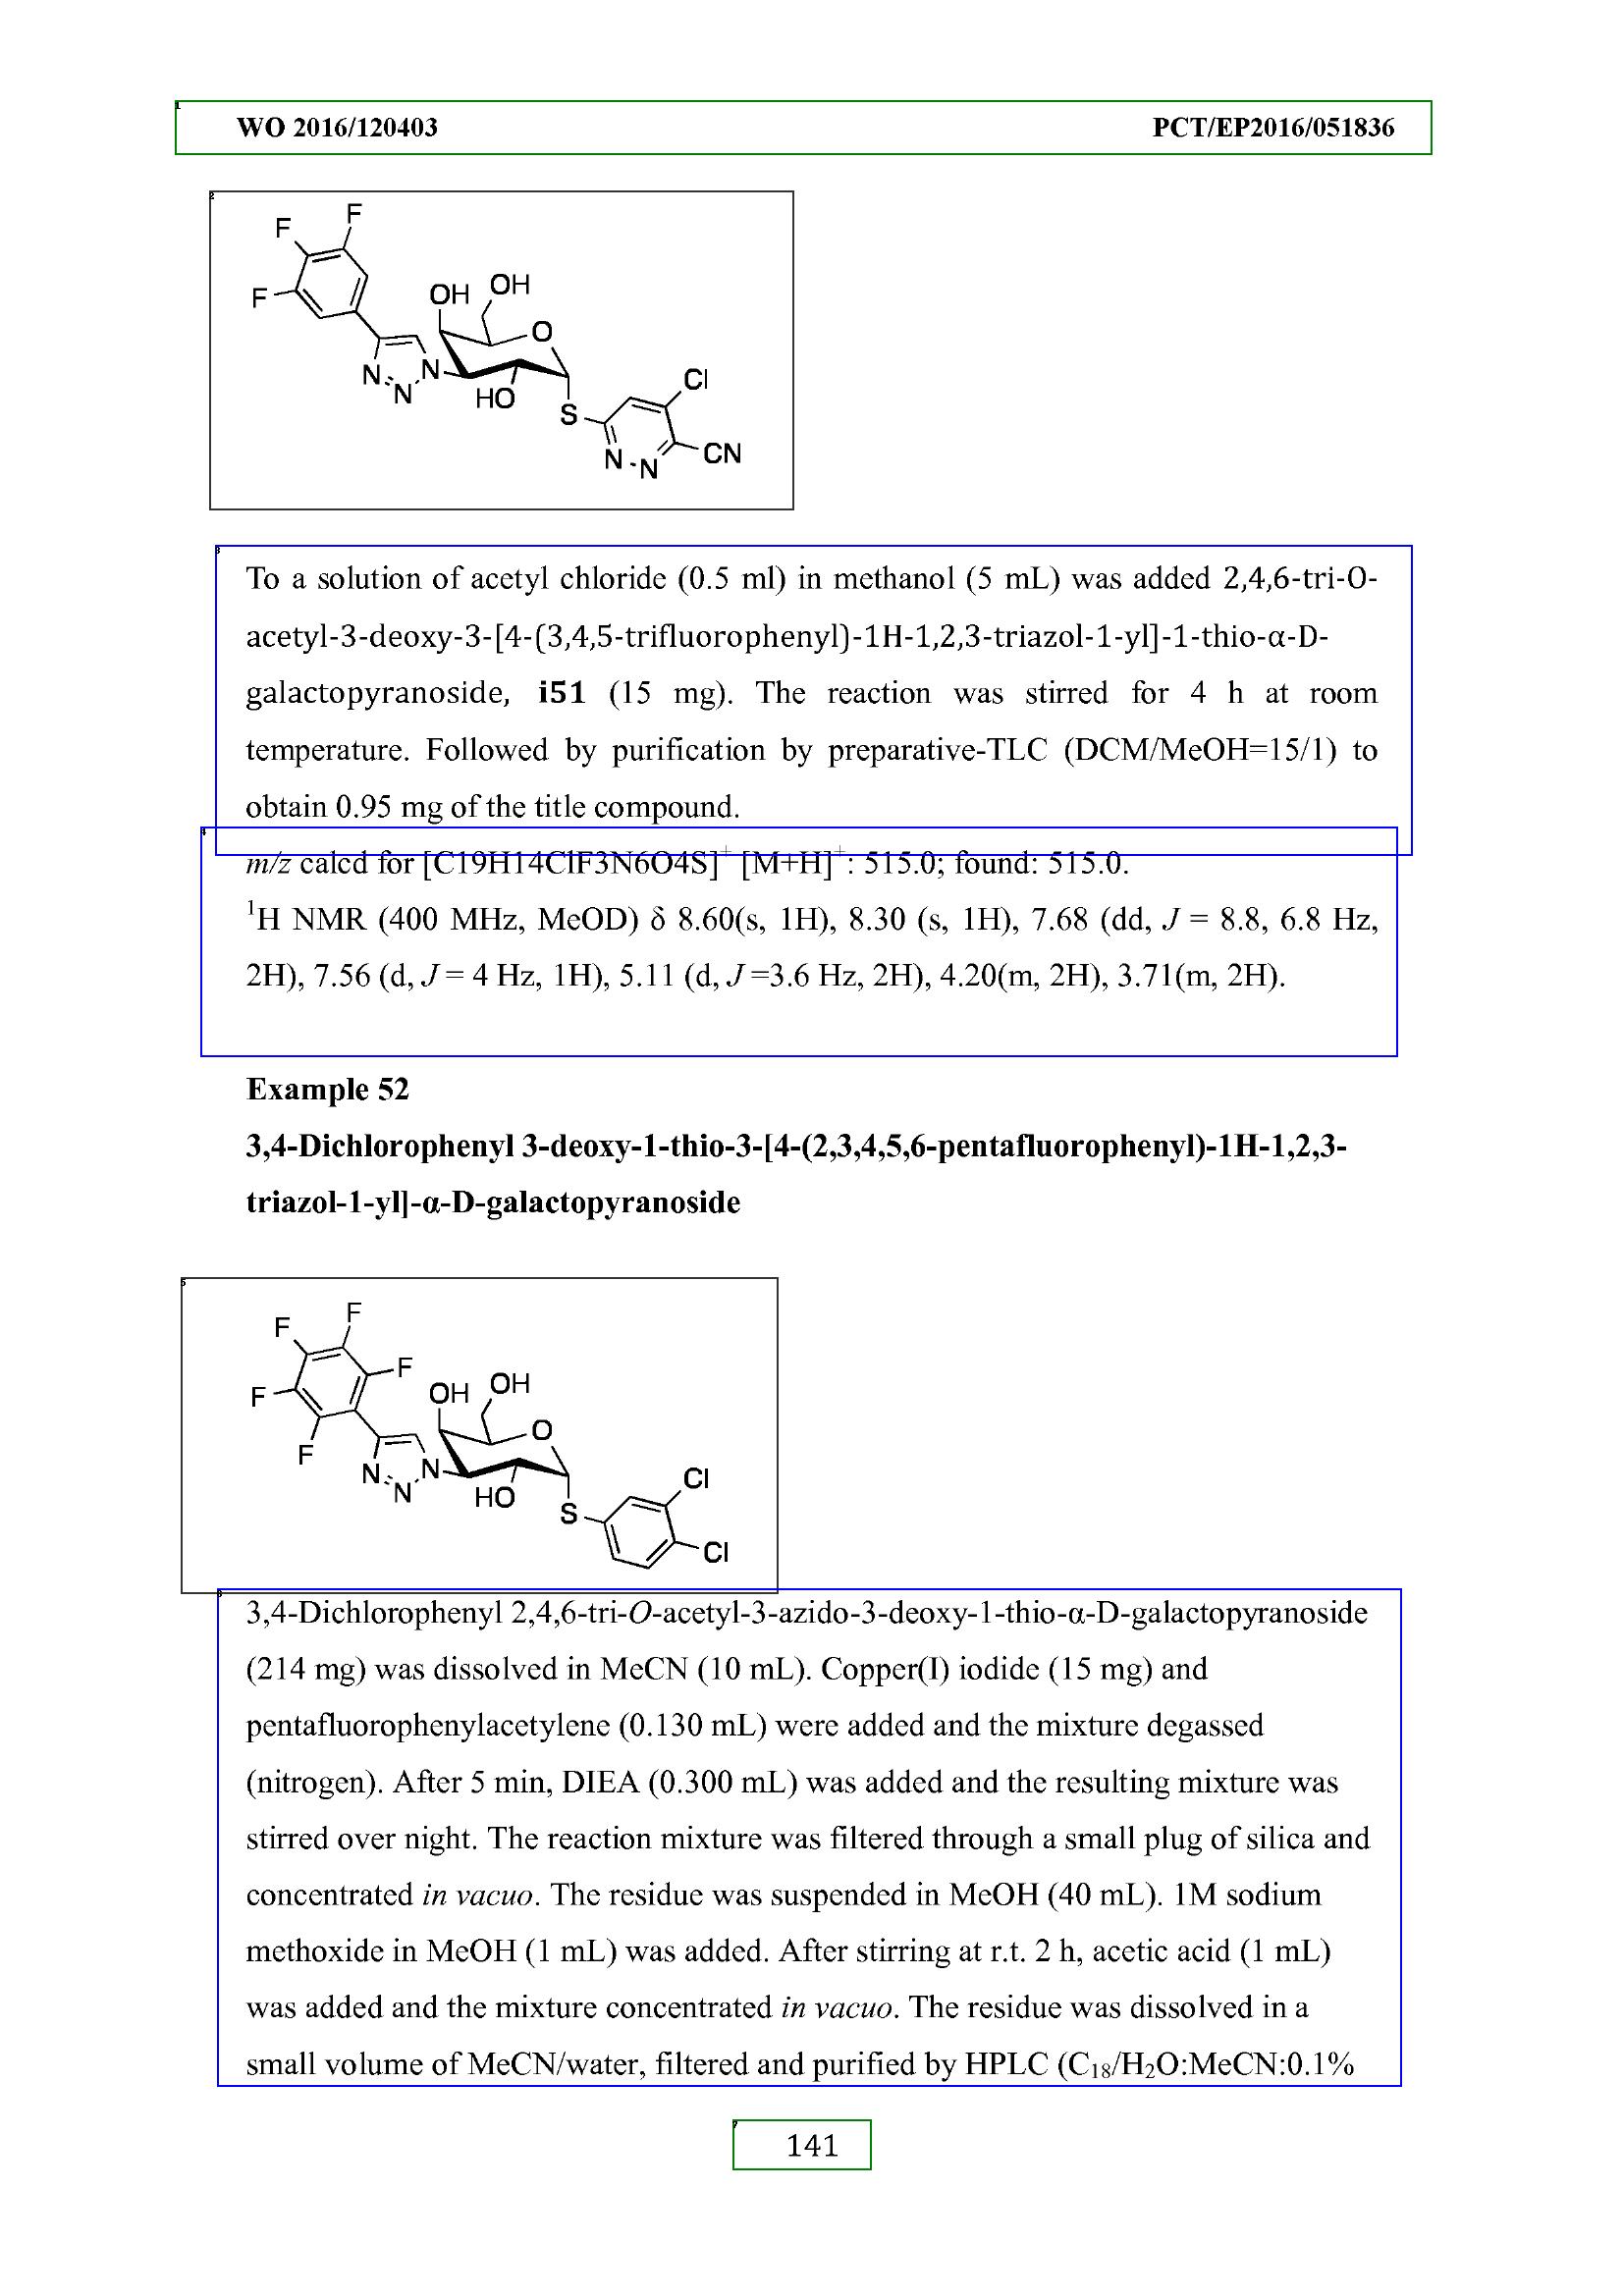 WO 2016/120403 PCT/EP2016/051836
F
F
F
OH OH
O
N N N
HO
Cl
S
CN
N N
To a solution of acetyl chloride (0.5 ml) in methanol (5 mL) was added 2,4,6-tri-O-
acetyl-3-deoxy-3-[4-(3,4,5-trifluorophenyl)-1H-1,2,3-triazol-1-yl]-1-thio-α-D-
galactopyranoside, i51 (15 mg). The reaction was stirred for 4 h at room
temperature. Followed by purification by preparative-TLC (DCM/MeOH=15/1) to
obtain 0.95 mg of the title compound.
m/z calcd for [C19H14ClF3N6O4S]⁺ [M+H]⁺: 515.0; found: 515.0.
¹H NMR (400 MHz, MeOD) δ 8.60(s, 1H), 8.30 (s, 1H), 7.68 (dd, J = 8.8, 6.8 Hz,
2H), 7.56 (d, J = 4 Hz, 1H), 5.11 (d, J =3.6 Hz, 2H), 4.20(m, 2H), 3.71(m, 2H).
Example 52
3,4-Dichlorophenyl 3-deoxy-1-thio-3-[4-(2,3,4,5,6-pentafluorophenyl)-1H-1,2,3-
triazol-1-yl]-α-D-galactopyranoside
F
F
F
F
F
OH OH
O
N N N
HO
Cl
S
Cl
3,4-Dichlorophenyl 2,4,6-tri-O-acetyl-3-azido-3-deoxy-1-thio-α-D-galactopyranoside
(214 mg) was dissolved in MeCN (10 mL). Copper(I) iodide (15 mg) and
pentafluorophenylacetylene (0.130 mL) were added and the mixture degassed
(nitrogen). After 5 min, DIEA (0.300 mL) was added and the resulting mixture was
stirred over night. The reaction mixture was filtered through a small plug of silica and
concentrated in vacuo. The residue was suspended in MeOH (40 mL). 1M sodium
methoxide in MeOH (1 mL) was added. After stirring at r.t. 2 h, acetic acid (1 mL)
was added and the mixture concentrated in vacuo. The residue was dissolved in a
small volume of MeCN/water, filtered and purified by HPLC (C₁₈/H₂O:MeCN:0.1%
141